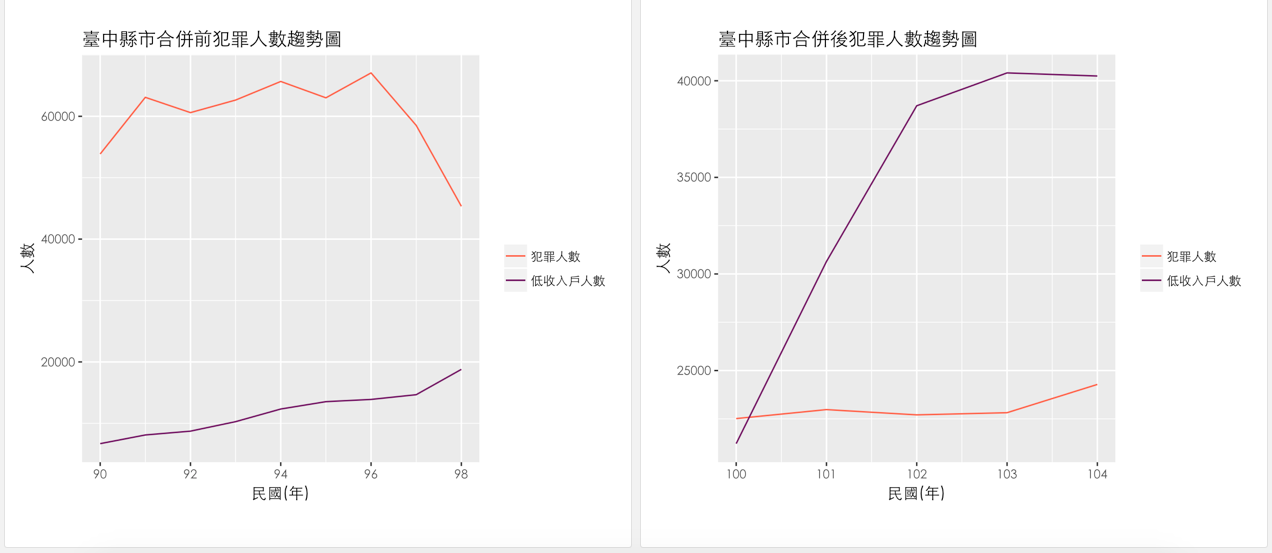 臺中縣市合併前犯罪人數趨勢圖
60000
40000
20000
人數
90 92 94 96 98
民國(年)
犯罪人數
低收入戶人數
臺中縣市合併後犯罪人數趨勢圖
40000
35000
30000
25000
人數
100 101 102 103 104
民國(年)
犯罪人數
低收入戶人數